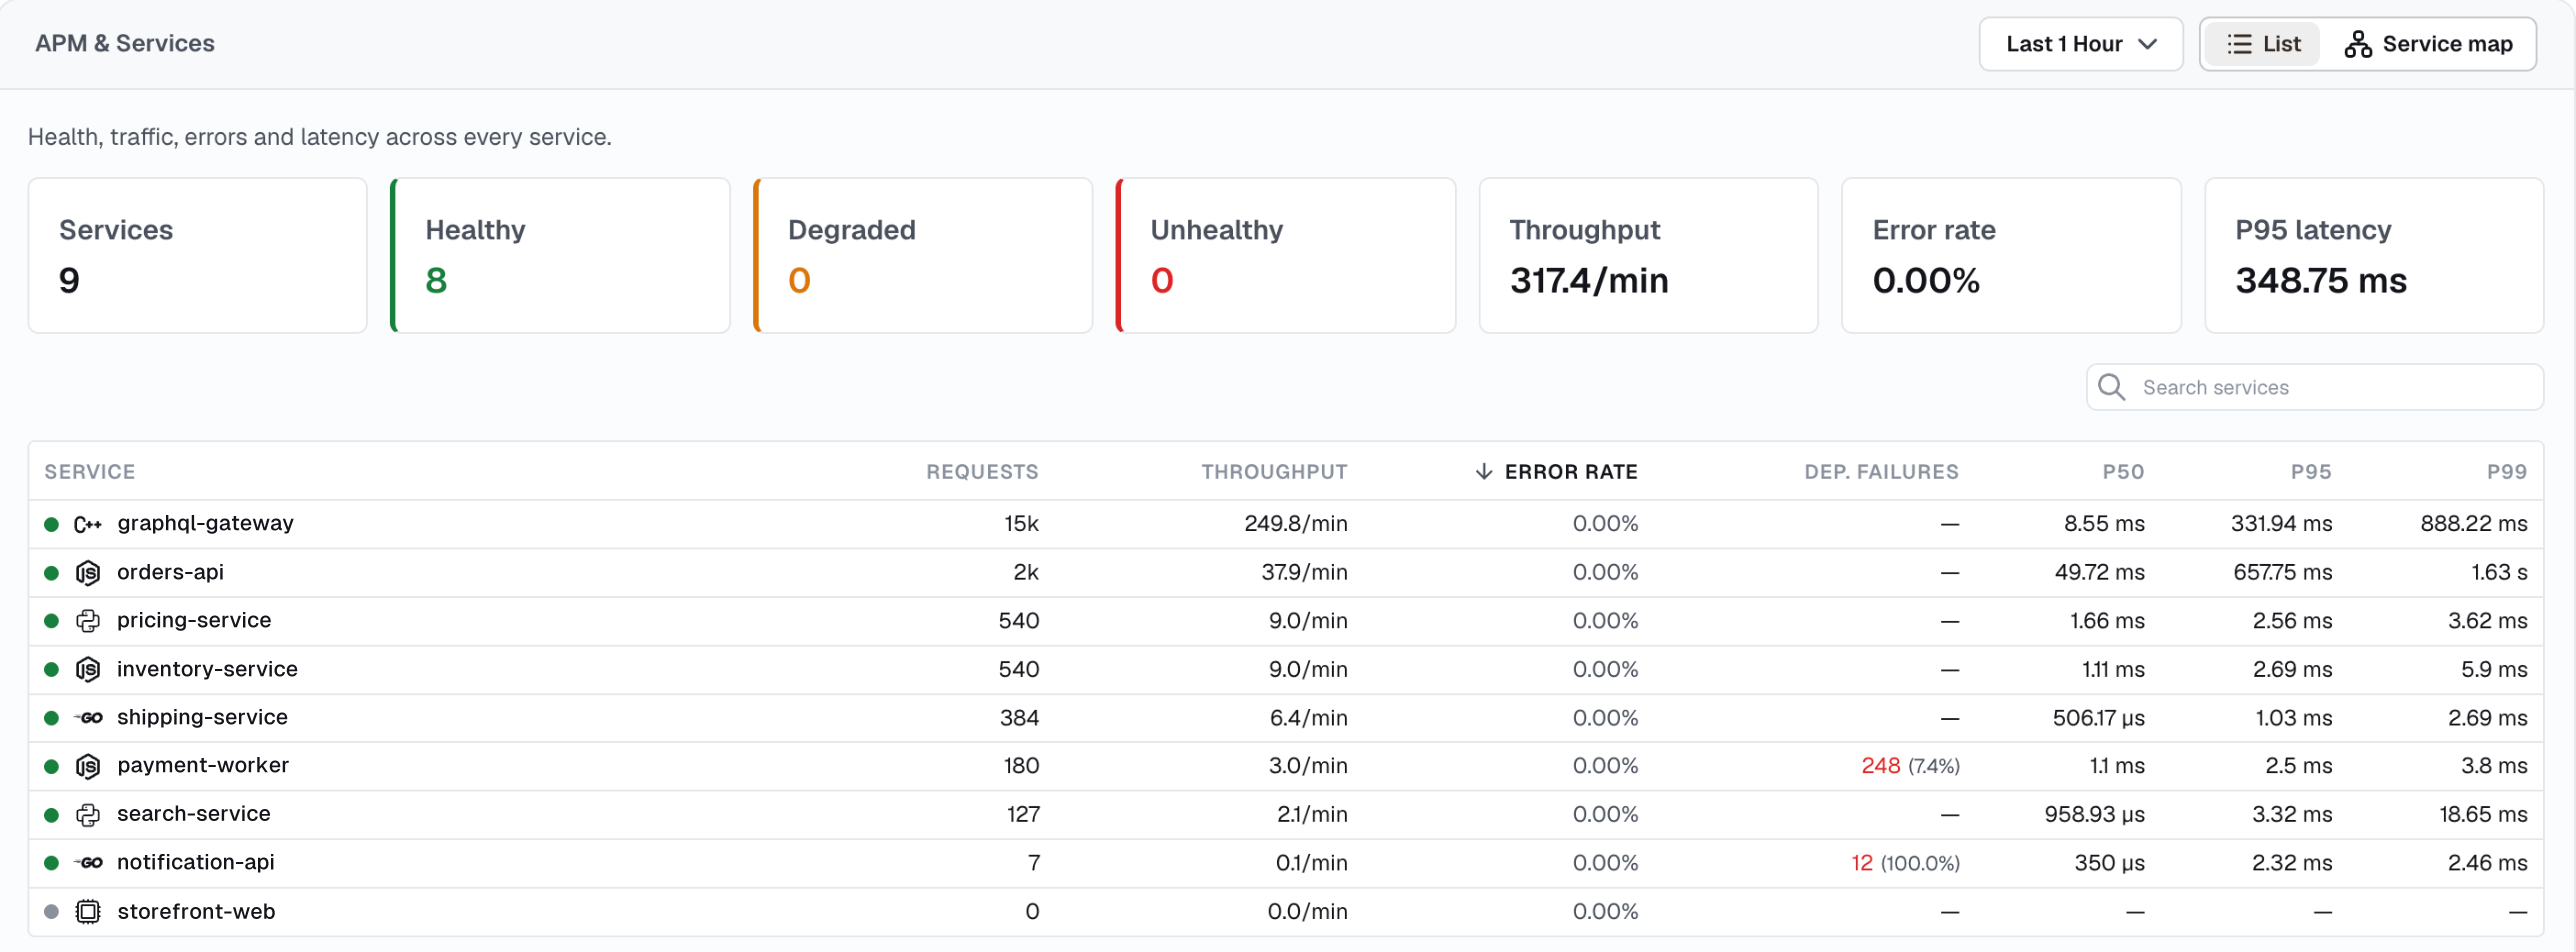 APM & Services
Last 1 Hour
List
Service map
Health, traffic, errors and latency across every service.
Services
9
Healthy
8
Degraded
0
Unhealthy
0
Throughput
317.4/min
Error rate
0.00%
P95 latency
348.75 ms
Search services
SERVICE REQUESTS THROUGHPUT ↓ ERROR RATE DEP. FAILURES P50 P95 P99
C++ graphql-gateway 15k 249.8/min 0.00% — 8.55 ms 331.94 ms 888.22 ms
JS orders-api 2k 37.9/min 0.00% — 49.72 ms 657.75 ms 1.63 s
pricing-service 540 9.0/min 0.00% — 1.66 ms 2.56 ms 3.62 ms
JS inventory-service 540 9.0/min 0.00% — 1.11 ms 2.69 ms 5.9 ms
GO shipping-service 384 6.4/min 0.00% — 506.17 µs 1.03 ms 2.69 ms
JS payment-worker 180 3.0/min 0.00% 248 (7.4%) 1.1 ms 2.5 ms 3.8 ms
search-service 127 2.1/min 0.00% — 958.93 µs 3.32 ms 18.65 ms
GO notification-api 7 0.1/min 0.00% 12 (100.0%) 350 µs 2.32 ms 2.46 ms
storefront-web 0 0.0/min 0.00% — — — —